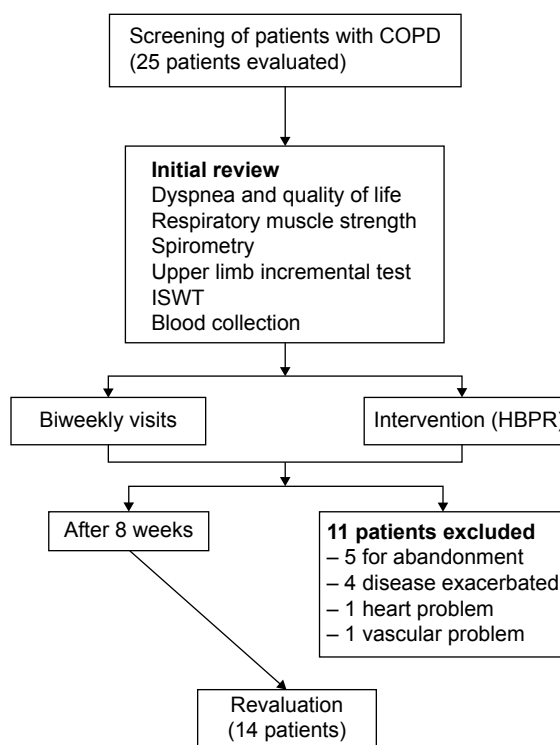 Screening of patients with COPD
(25 patients evaluated)
Initial review
Dyspnea and quality of life
Respiratory muscle strength
Spirometry
Upper limb incremental test
ISWT
Blood collection
Biweekly visits
Intervention (HBPR)
After 8 weeks
11 patients excluded
– 5 for abandonment
– 4 disease exacerbated
– 1 heart problem
– 1 vascular problem
Revaluation
(14 patients)